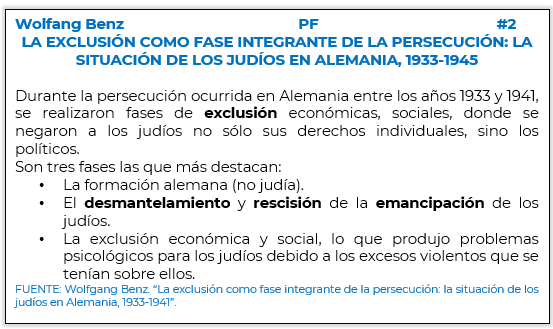 Wolfang Benz PF #2
LA EXCLUSIÓN COMO FASE INTEGRANTE DE LA PERSECUCIÓN: LA
SITUACIÓN DE LOS JUDÍOS EN ALEMANIA, 1933-1945
Durante la persecución ocurrida en Alemania entre los años 1933 y 1941,
se realizaron fases de exclusión económicas, sociales, donde se
negaron a los judíos no sólo sus derechos individuales, sino los
políticos.
Son tres fases las que más destacan:
• La formación alemana (no judía).
• El desmantelamiento y rescisión de la emancipación de los
judíos.
• La exclusión económica y social, lo que produjo problemas
psicológicos para los judíos debido a los excesos violentos que se
tenían sobre ellos.
FUENTE: Wolfgang Benz. “La exclusión como fase integrante de la persecución: la situación de los
judíos en Alemania, 1933-1941”.